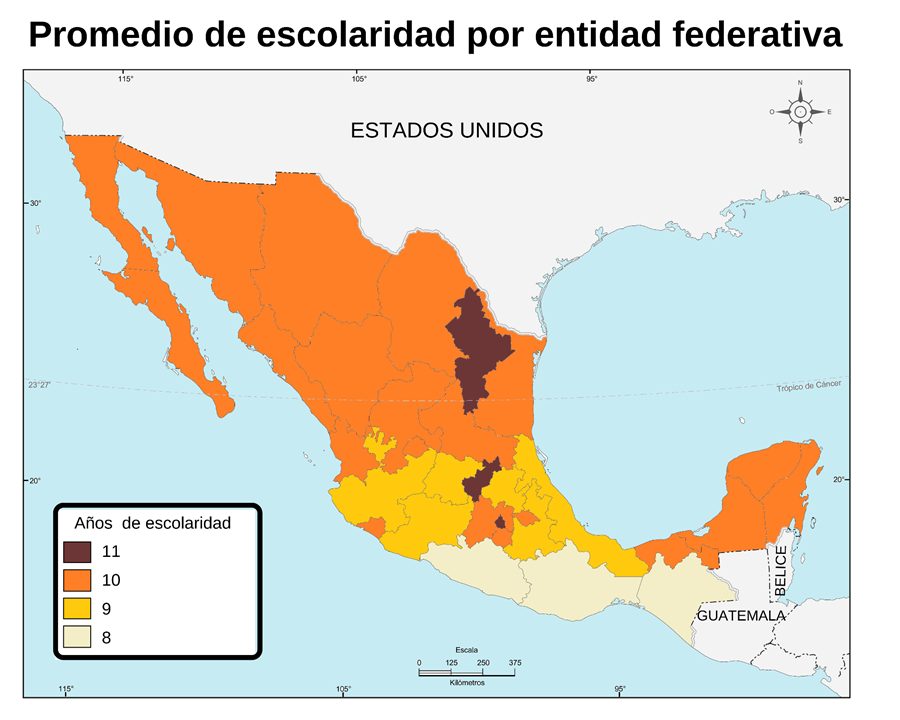 Promedio de escolaridad por entidad federativa
115°
105°
95°
N
O
E
S
ESTADOS UNIDOS
30°
30°
23°27'
Trópico de Cáncer
20°
20°
Años de escolaridad
11
10
9
8
BELICE
GUATEMALA
Escala
0 125 250 375
Kilómetros
115°
105°
95°